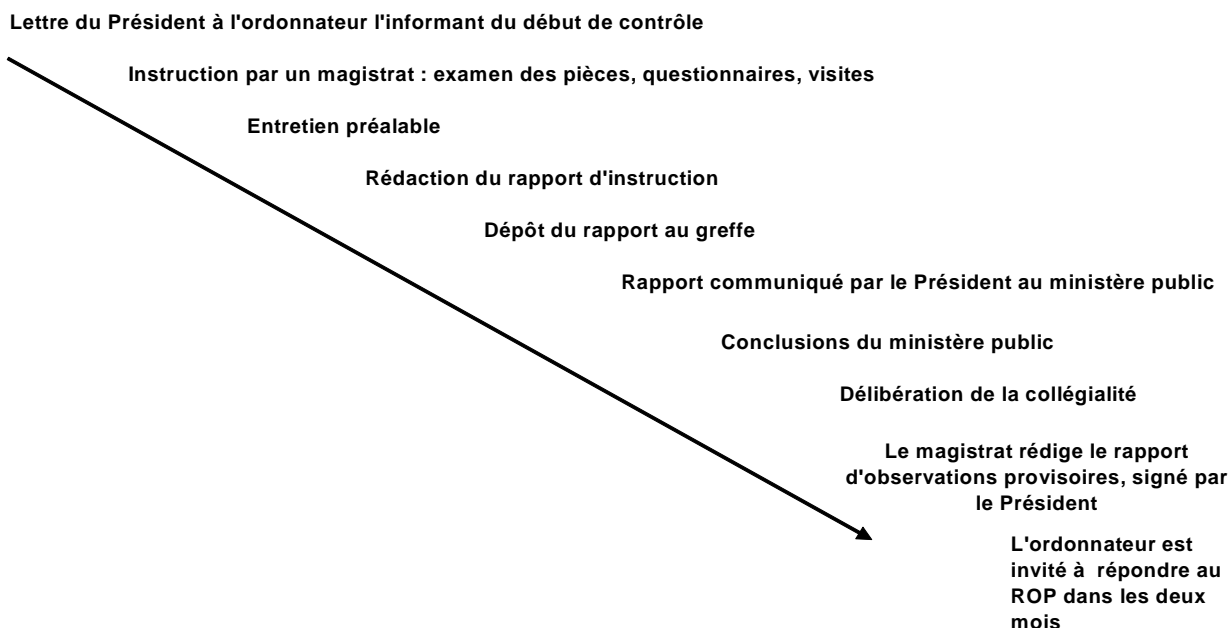 Lettre du Président à l'ordonnateur l'informant du début de contrôle
Instruction par un magistrat : examen des pièces, questionnaires, visites
Entretien préalable
Rédaction du rapport d'instruction
Dépôt du rapport au greffe
Rapport communiqué par le Président au ministère public
Conclusions du ministère public
Délibération de la collégialité
Le magistrat rédige le rapport
d'observations provisoires, signé par
le Président
L'ordonnateur est
invité à répondre au
ROP dans les deux
mois